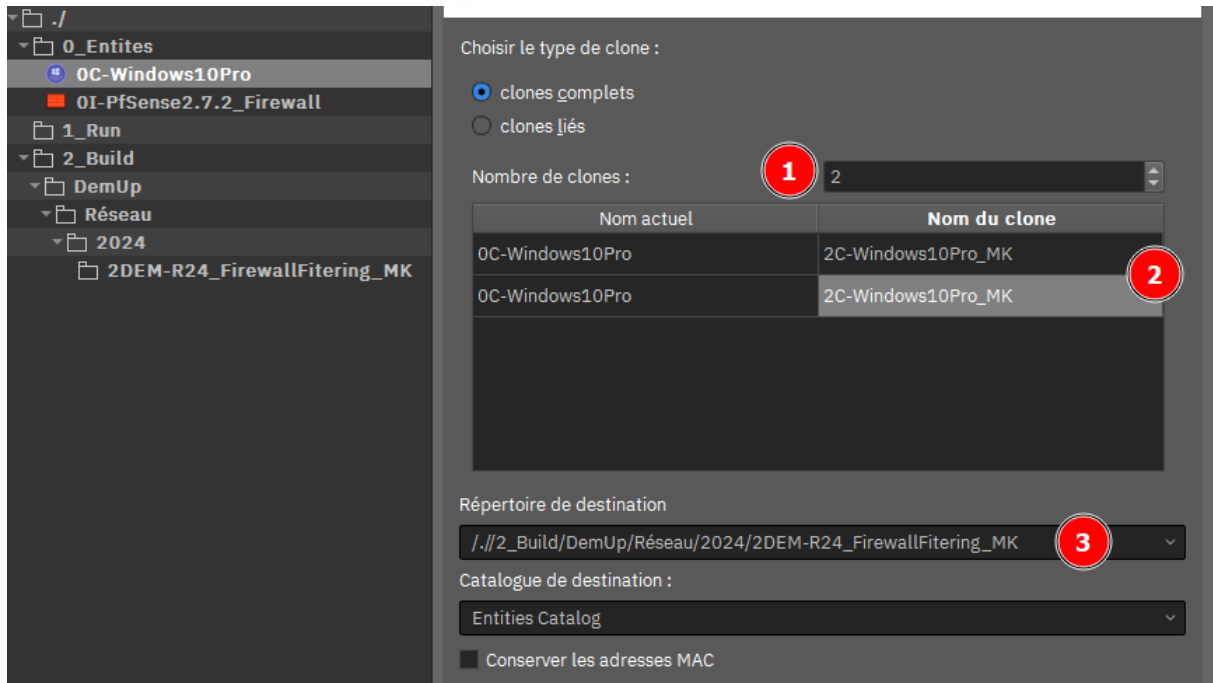 ./
0_Entites
0C-Windows10Pro
0I-PfSense2.7.2_Firewall
1_Run
2_Build
DemUp
Réseau
2024
2DEM-R24_FirewallFitering_MK
Choisir le type de clone :
clones complets
clones liés
Nombre de clones :
1
2
Nom actuel Nom du clone
0C-Windows10Pro 2C-Windows10Pro_MK
2
0C-Windows10Pro 2C-Windows10Pro_MK
Répertoire de destination
/.//2_Build/DemUp/Réseau/2024/2DEM-R24_FirewallFitering_MK
3
Catalogue de destination :
Entities Catalog
Conserver les adresses MAC